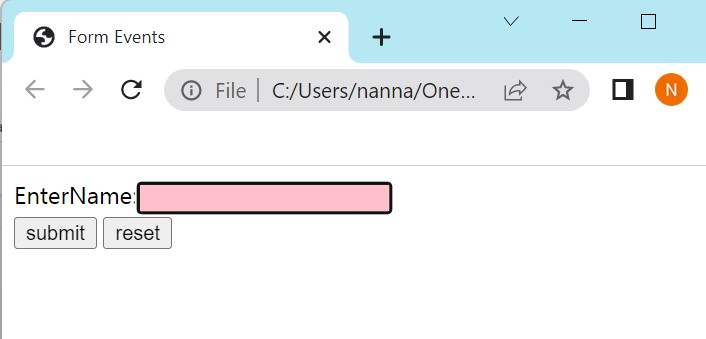 Form Events
File C:/Users/nanna/One...
N
EnterName:
submit reset